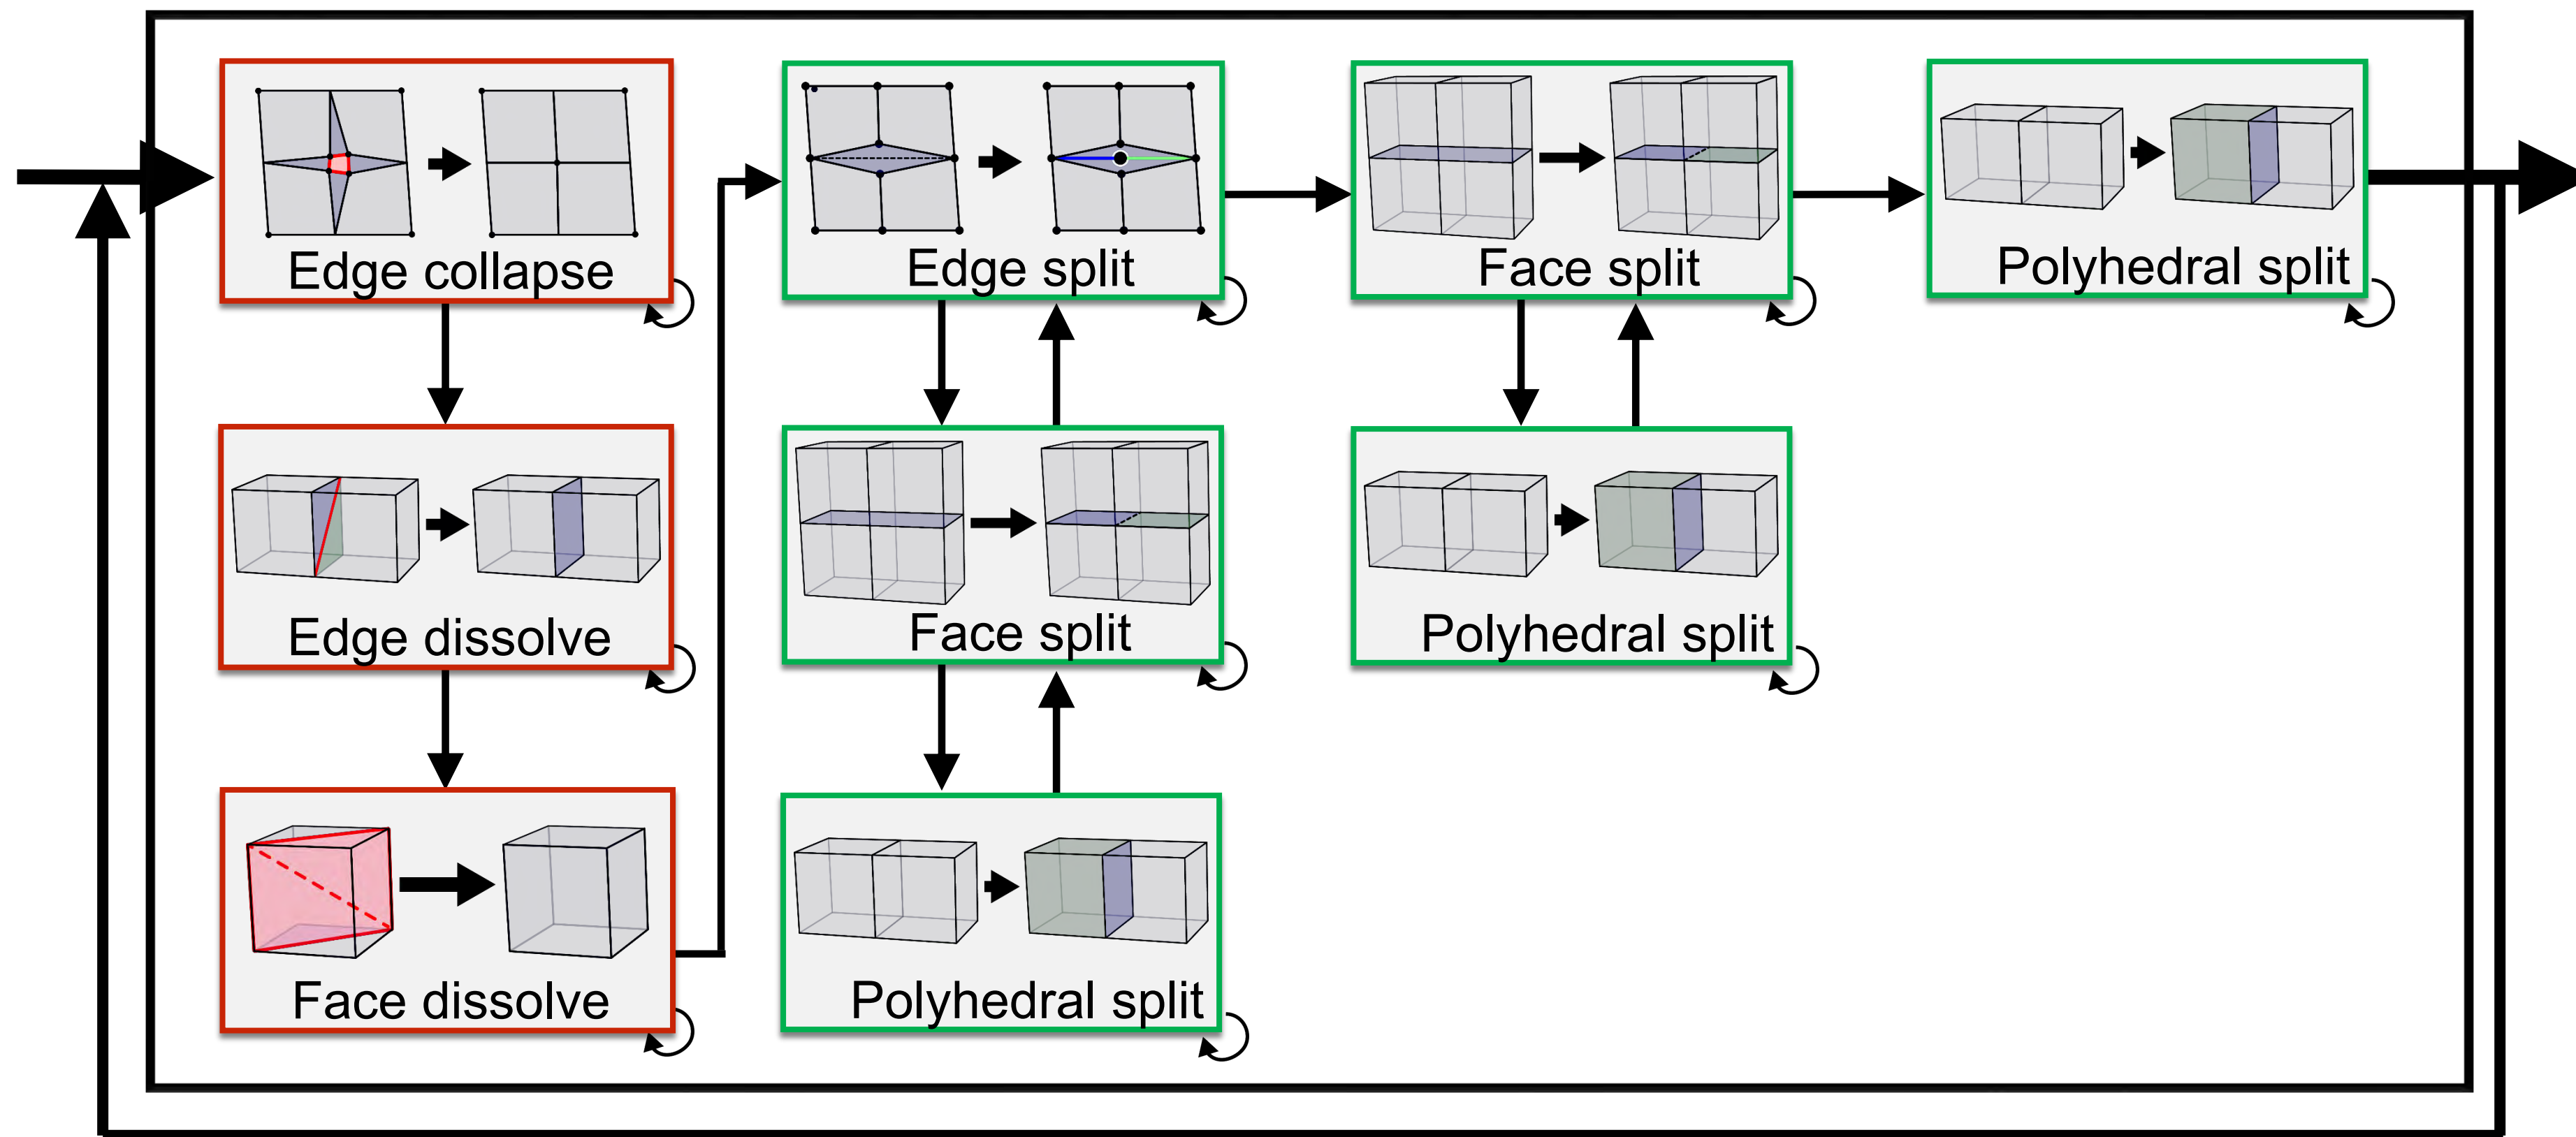 Edge collapse
Edge split
Face split
Polyhedral split
Edge dissolve
Face split
Polyhedral split
Face dissolve
Polyhedral split